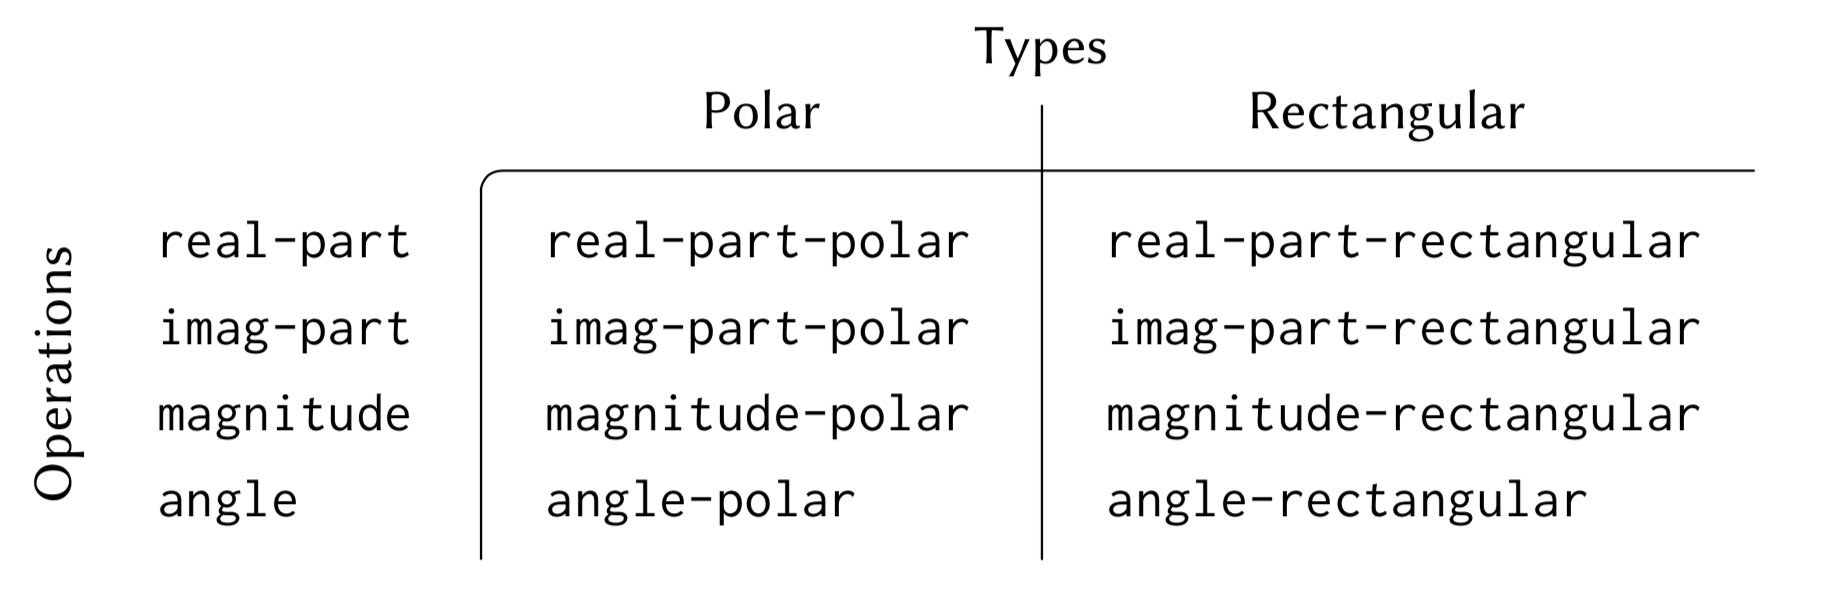 Types
Polar Rectangular
Operations
real-part real-part-polar real-part-rectangular
imag-part imag-part-polar imag-part-rectangular
magnitude magnitude-polar magnitude-rectangular
angle angle-polar angle-rectangular